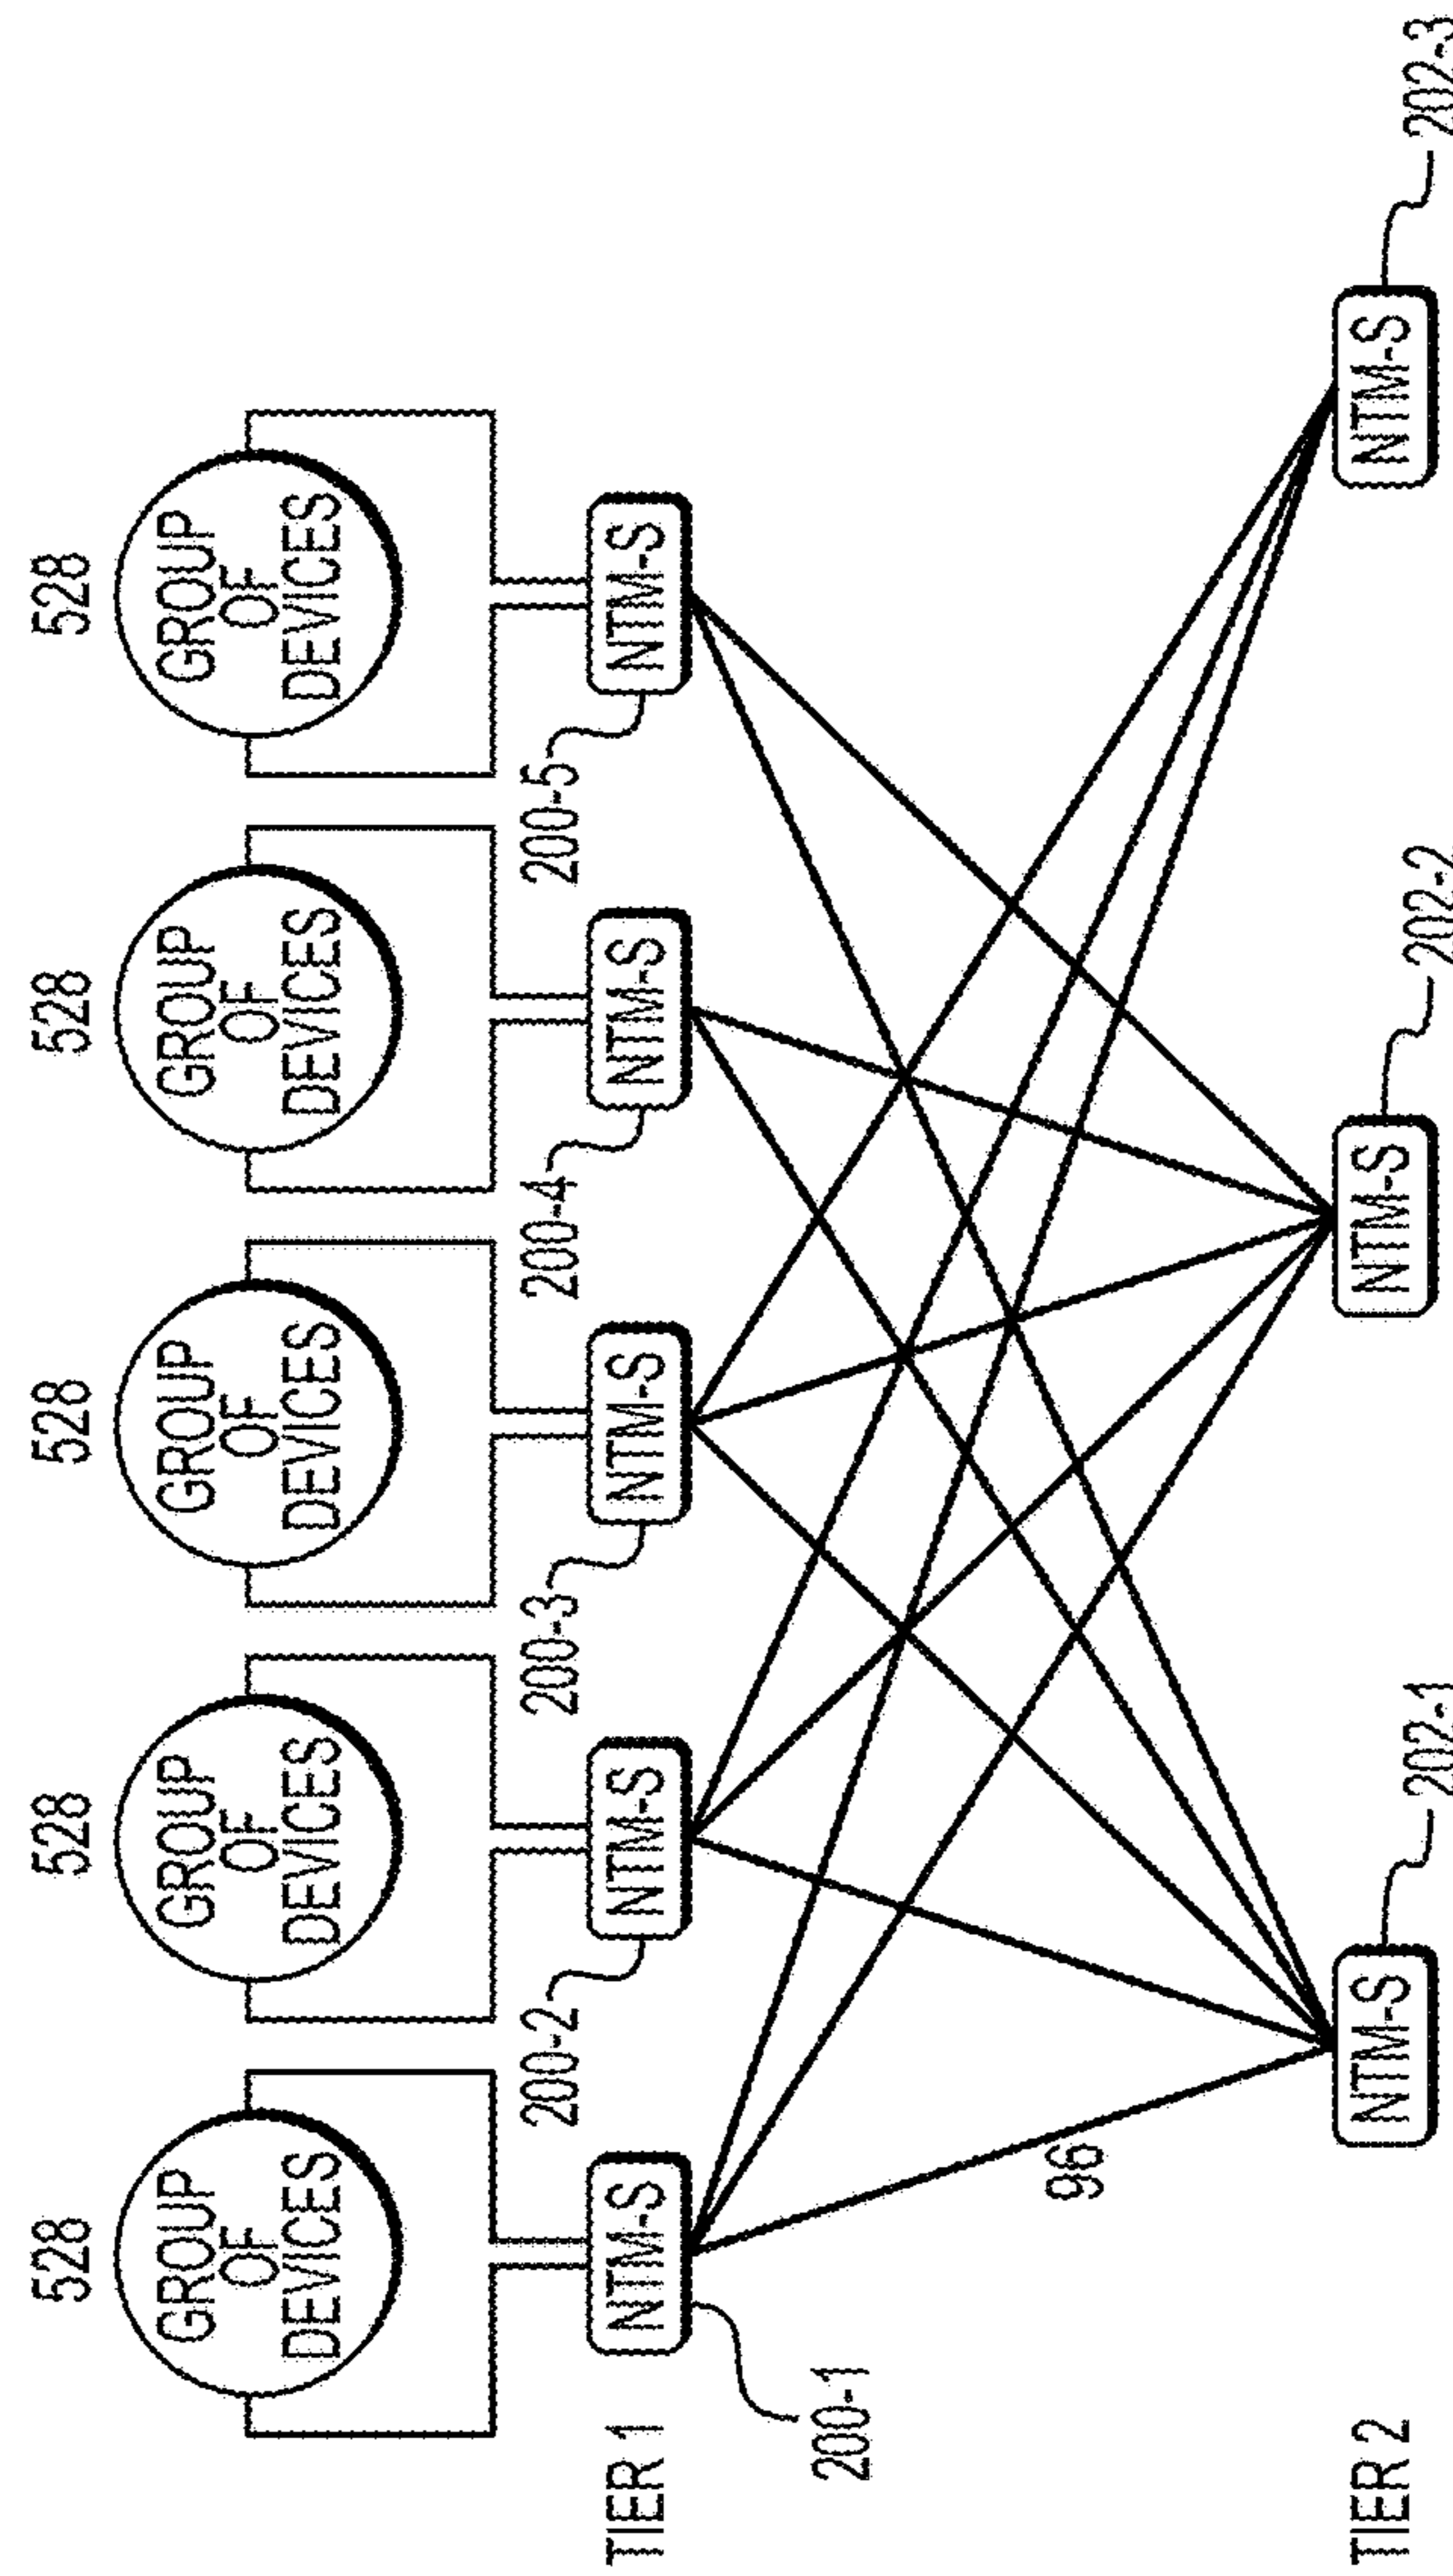 528
528
528
528
528
GROUP
OF
DEVICES
GROUP
OF
DEVICES
GROUP
OF
DEVICES
GROUP
OF
DEVICES
GROUP
OF
DEVICES
TIER 1
NTM-S
NTM-S
NTM-S
NTM-S
NTM-S
200-1
200-2
200-3
200-4
200-5
96
TIER 2
NTM-S
NTM-S
NTM-S
202-1
202-2
202-3